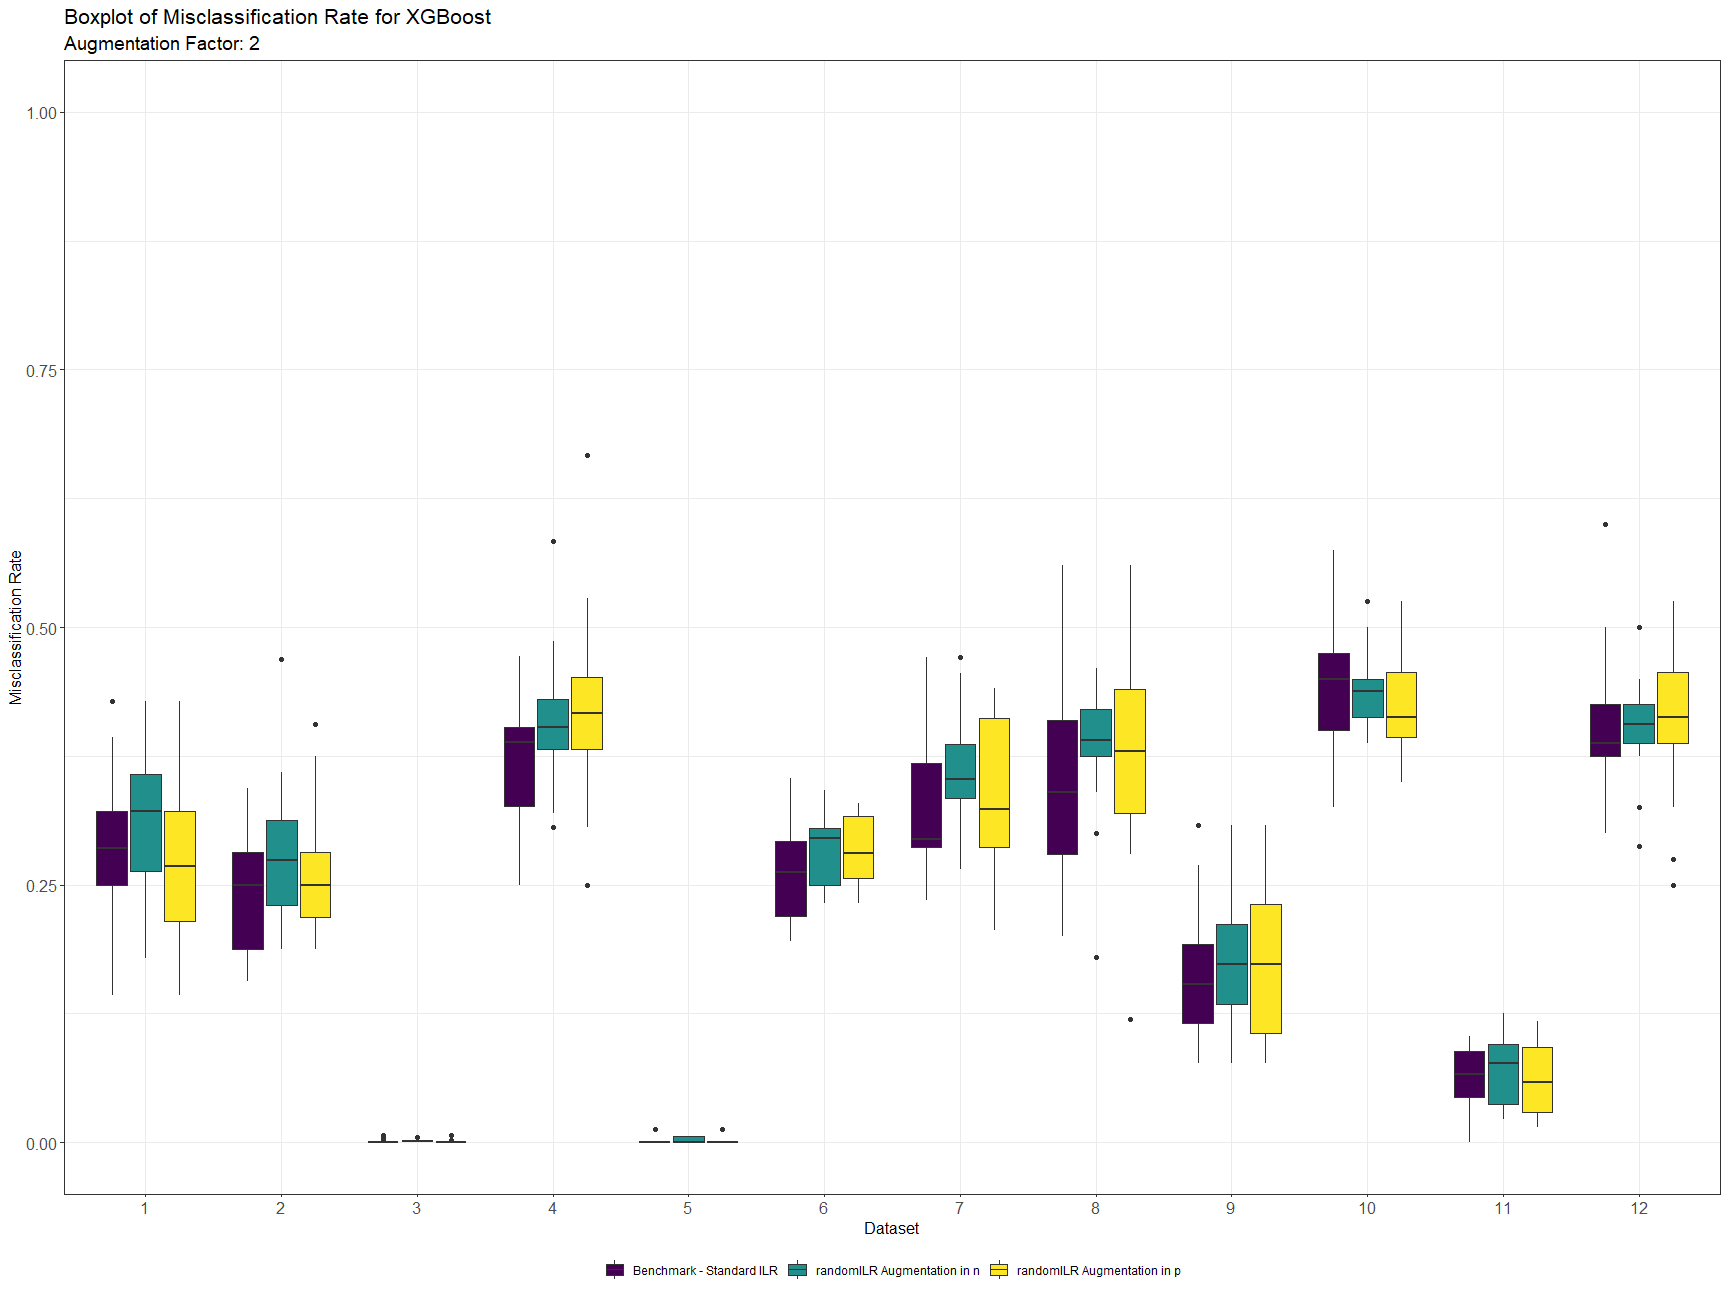 Boxplot of Misclassification Rate for XGBoost
Augmentation Factor: 2
Misclassification Rate
1.00
0.75
0.50
0.25
0.00
1 2 3 4 5 6 7 8 9 10 11 12
Dataset
Benchmark - Standard ILR randomILR Augmentation in n randomILR Augmentation in p